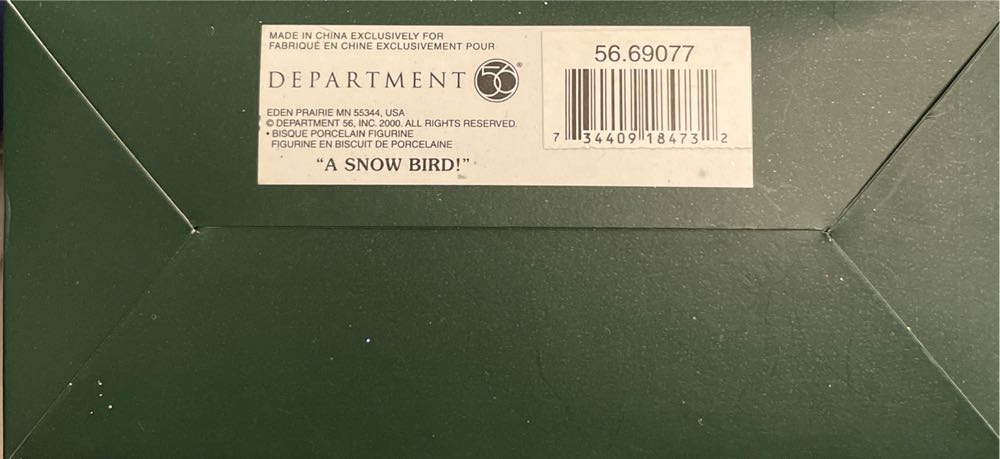 MADE IN CHINA EXCLUSIVELY FOR
FABRIQUÉ EN CHINE EXCLUSIVEMENT POUR
DEPARTMENT 56®
EDEN PRAIRIE MN 55344, USA
© DEPARTMENT 56, INC. 2000. ALL RIGHTS RESERVED.
• BISQUE PORCELAIN FIGURINE
FIGURINE EN BISCUIT DE PORCELAINE
“A SNOW BIRD!”
56.69077
7 34409 18473 2